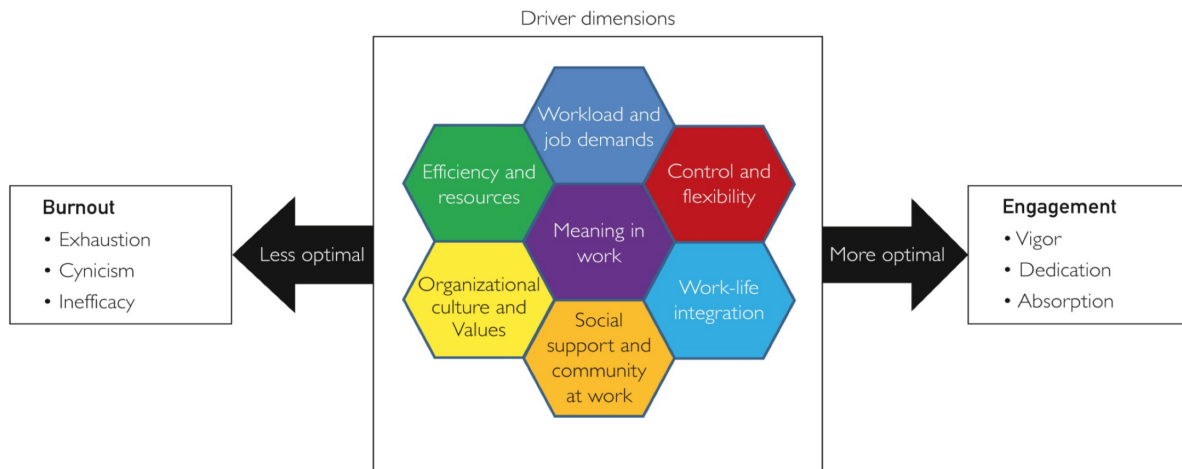 Driver dimensions
Workload and
job demands
Efficiency and
resources
Control and
flexibility
Meaning in
work
Organizational
culture and
Values
Work-life
integration
Social
support and
community
at work
Burnout
• Exhaustion
• Cynicism
• Inefficacy
Less optimal
More optimal
Engagement
• Vigor
• Dedication
• Absorption